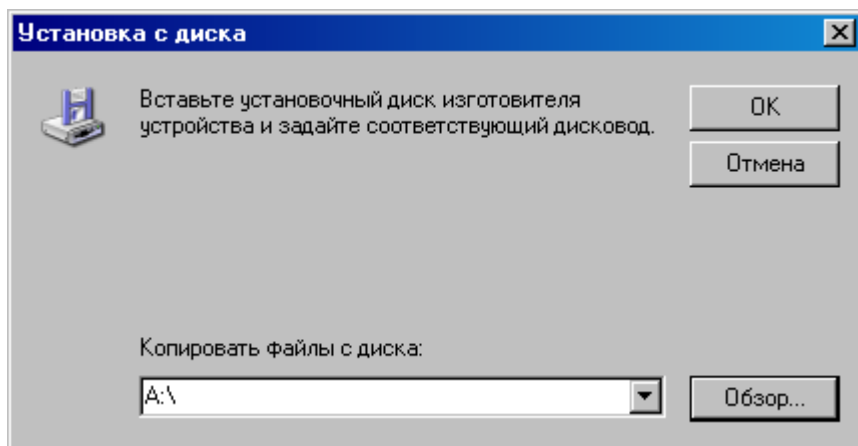 Установка с диска
Вставьте установочный диск изготовителя
устройства и задайте соответствующий дисковод.
OK
Отмена
Копировать файлы с диска:
A:\
Обзор...